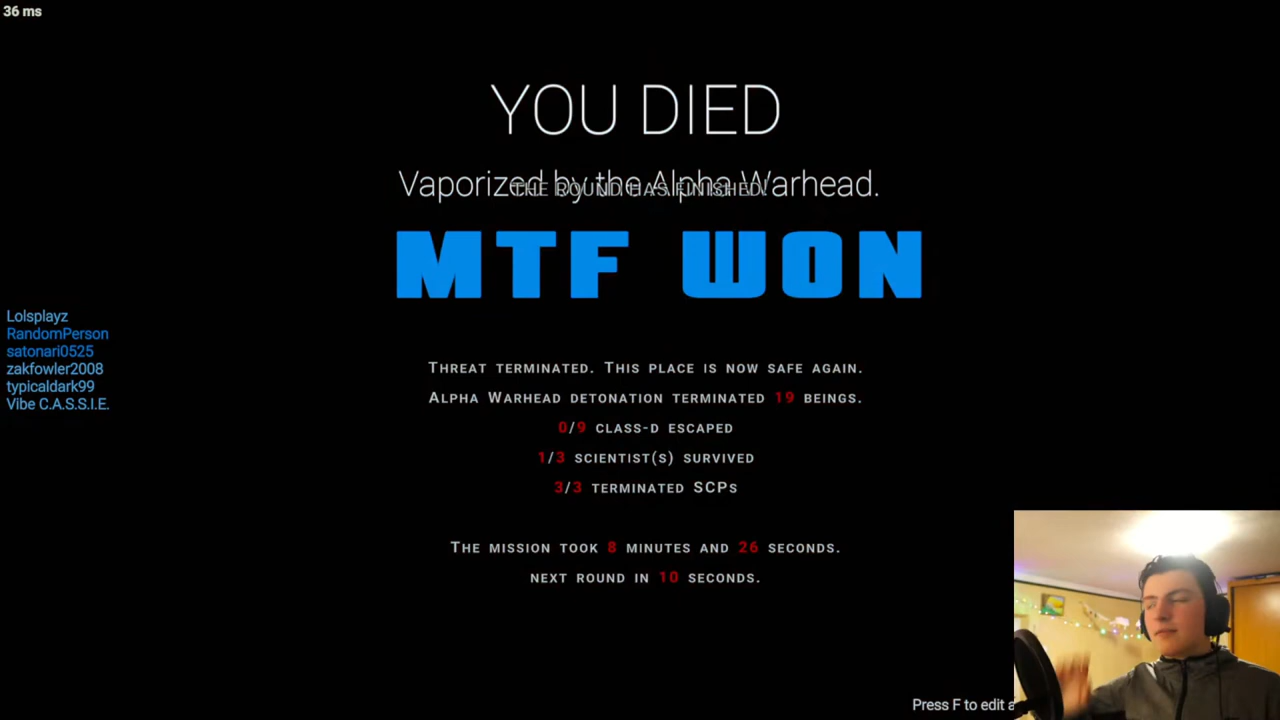 36 ms
YOU DIED
Vaporized by the Alpha Warhead.
THE ROUND HAS FINISHED!
MTF WON
Lolsplayz
RandomPerson
satonari0525
zakfowler2008
typicaldark99
Vibe C.A.S.S.I.E.
THREAT TERMINATED. THIS PLACE IS NOW SAFE AGAIN.
ALPHA WARHEAD DETONATION TERMINATED 19 BEINGS.
0/9 CLASS-D ESCAPED
1/3 SCIENTIST(S) SURVIVED
3/3 TERMINATED SCPS
THE MISSION TOOK 8 MINUTES AND 26 SECONDS.
NEXT ROUND IN 10 SECONDS.
Press F to edit a